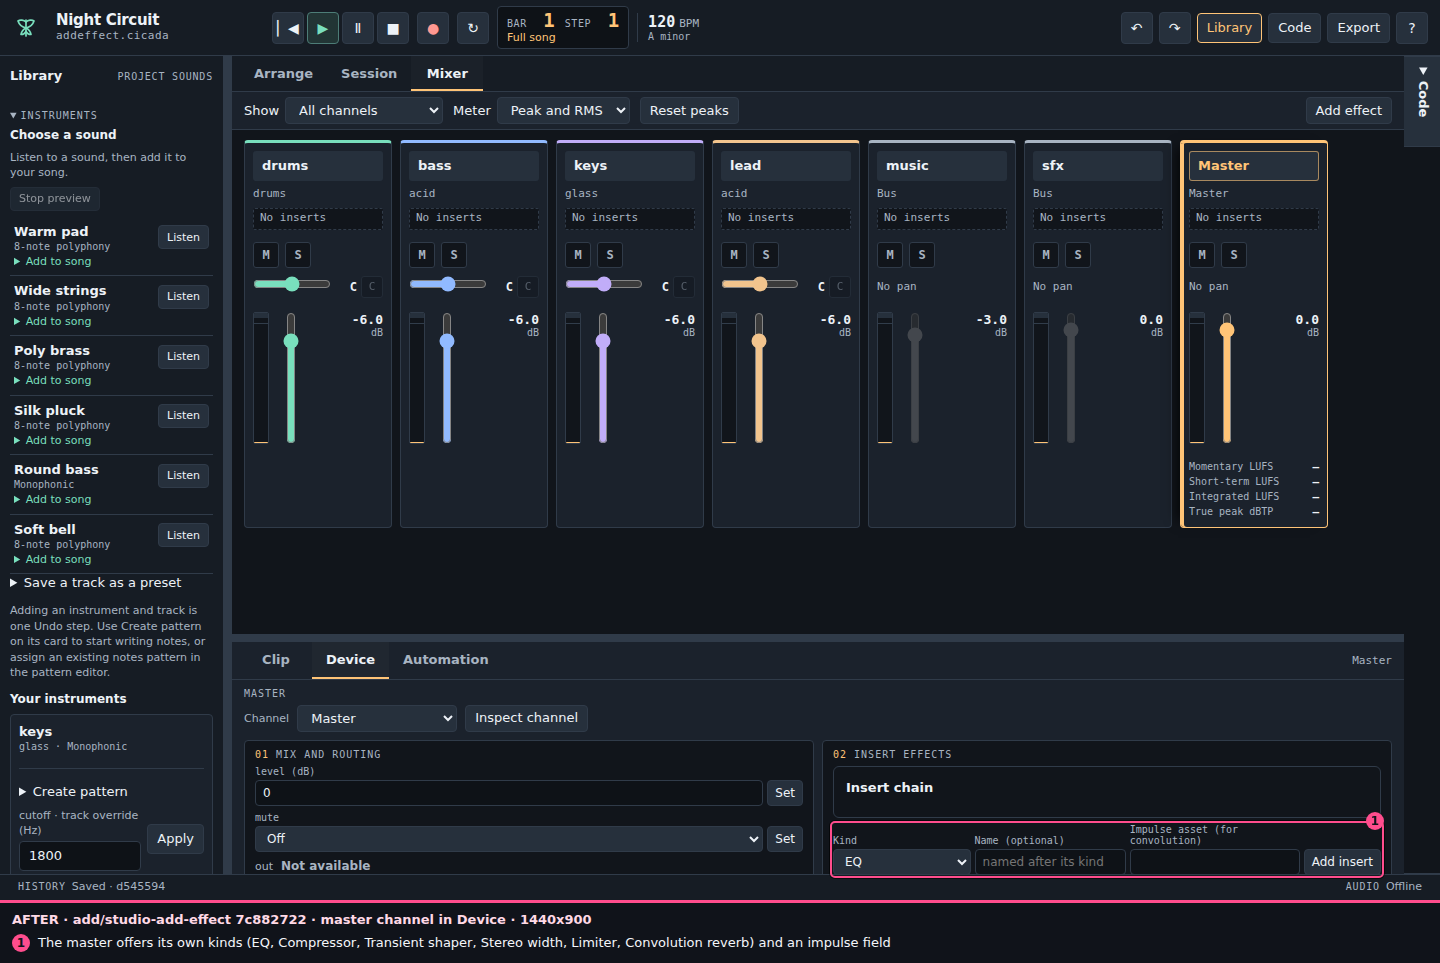 Night Circuit
addeffect.cicada
BAR 1 STEP 1
Full song
120 BPM
A minor
Library
Code
Export
?
Library
PROJECT SOUNDS
INSTRUMENTS
Choose a sound
Listen to a sound, then add it to
your song.
Stop preview
Warm pad
8-note polyphony
Add to song
Listen
Wide strings
8-note polyphony
Add to song
Listen
Poly brass
8-note polyphony
Add to song
Listen
Silk pluck
8-note polyphony
Add to song
Listen
Round bass
Monophonic
Add to song
Listen
Soft bell
8-note polyphony
Add to song
Listen
Save a track as a preset
Adding an instrument and track is
one Undo step. Use Create pattern
on its card to start writing notes, or
assign an existing notes pattern in
the pattern editor.
Your instruments
keys
glass · Monophonic
Create pattern
cutoff · track override
(Hz)
1800
Apply
Arrange Session Mixer
Show All channels Meter Peak and RMS Reset peaks Add effect
Code
drums bass keys lead music sfx Master
drums acid glass acid Bus Bus Master
No inserts No inserts No inserts No inserts No inserts No inserts No inserts
M S M S M S M S M S M S M S
C C C C C C C C No pan No pan No pan
-6.0 -6.0 -6.0 -6.0 -3.0 0.0 0.0
dB dB dB dB dB dB dB
Momentary LUFS –
Short-term LUFS –
Integrated LUFS –
True peak dBTP –
Clip Device Automation Master
MASTER
Channel Master Inspect channel
01 MIX AND ROUTING
level (dB)
0 Set
mute
Off Set
out Not available
02 INSERT EFFECTS
Insert chain
1
Kind
EQ
Name (optional)
named after its kind
Impulse asset (for
convolution)
Add insert
HISTORY Saved · d545594
AUDIO Offline
AFTER · add/studio-add-effect 7c882722 · master channel in Device · 1440x900
1 The master offers its own kinds (EQ, Compressor, Transient shaper, Stereo width, Limiter, Convolution reverb) and an impulse field